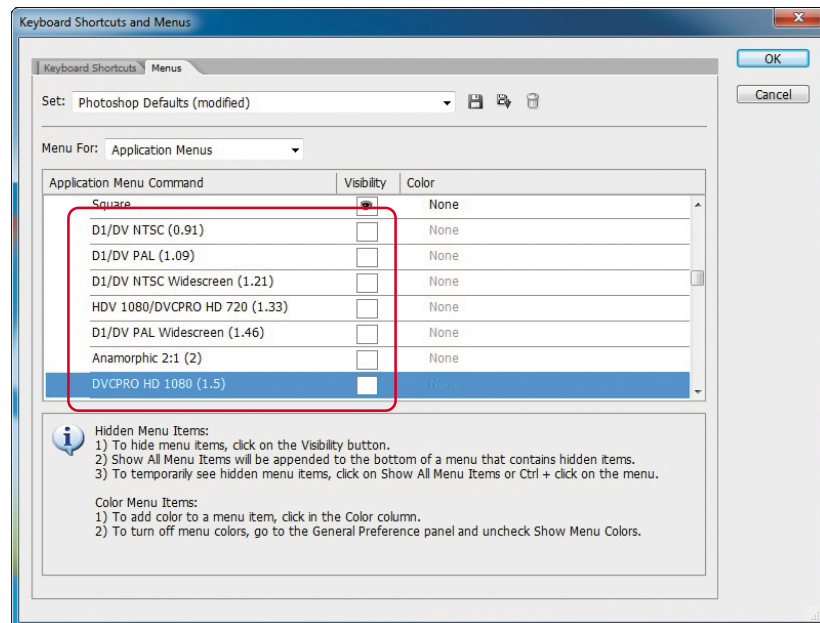 Keyboard Shortcuts and Menus
Keyboard Shortcuts Menus
OK
Cancel
Set: Photoshop Defaults (modified)
Menu For: Application Menus
Application Menu Command Visibility Color
Square None
D1/DV NTSC (0.91) None
D1/DV PAL (1.09) None
D1/DV NTSC Widescreen (1.21) None
HDV 1080/DVCPRO HD 720 (1.33) None
D1/DV PAL Widescreen (1.46) None
Anamorphic 2:1 (2) None
DVCPRO HD 1080 (1.5) None
Hidden Menu Items:
1) To hide menu items, click on the Visibility button.
2) Show All Menu Items will be appended to the bottom of a menu that contains hidden items.
3) To temporarily see hidden menu items, click on Show All Menu Items or Ctrl + click on the menu.
Color Menu Items:
1) To add color to a menu item, click in the Color column.
2) To turn off menu colors, go to the General Preference panel and uncheck Show Menu Colors.